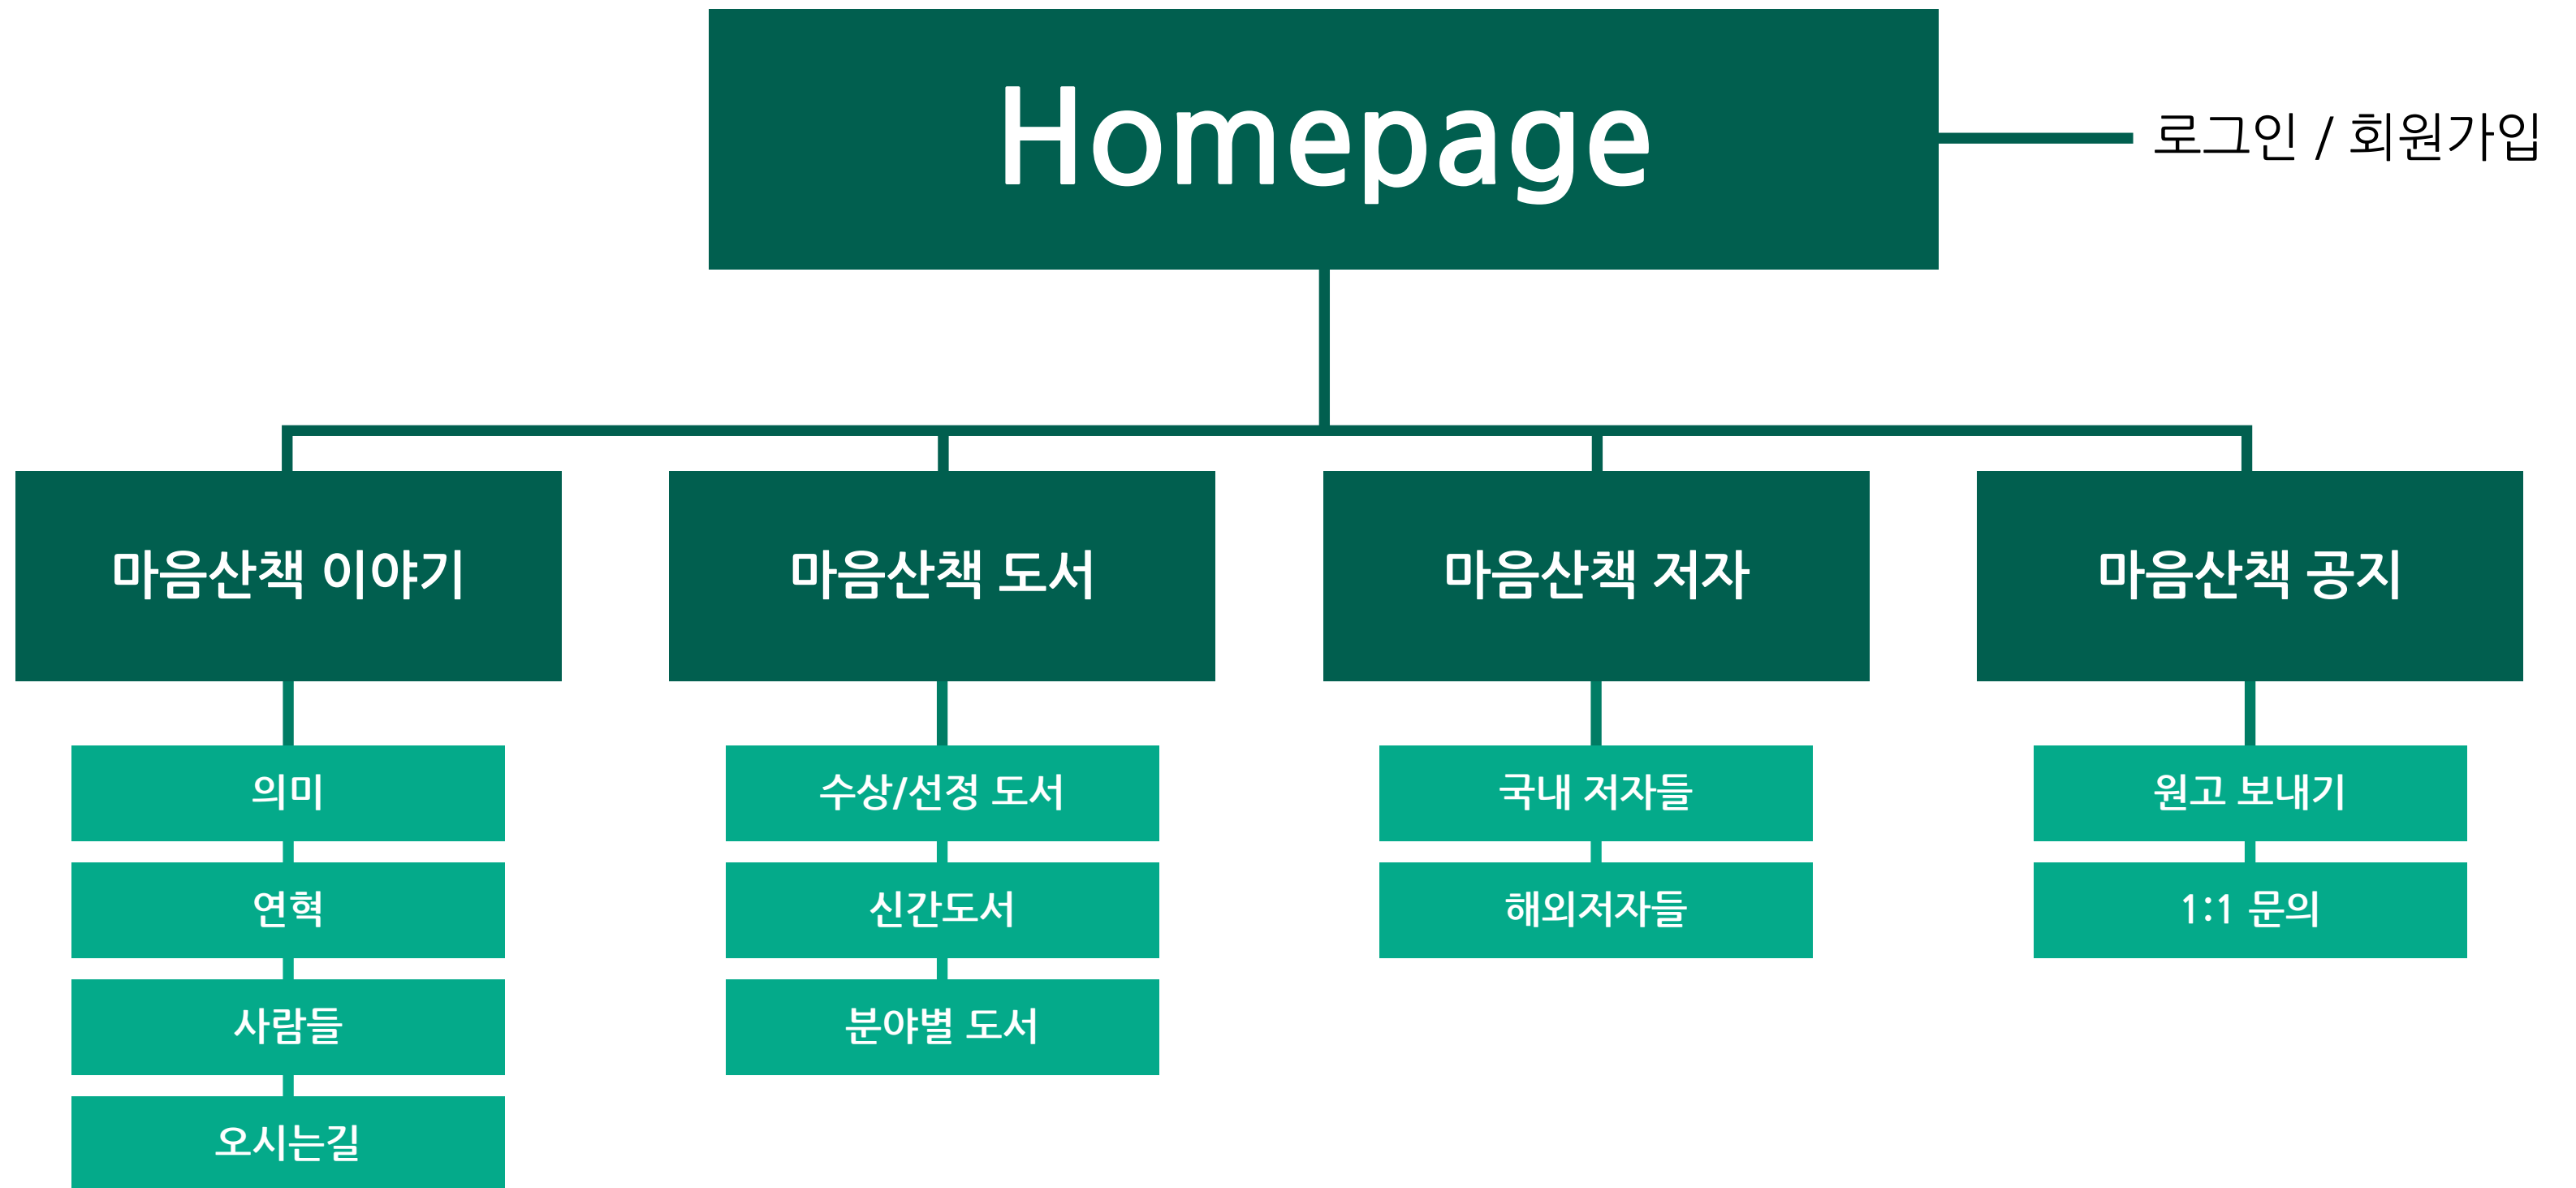 Homepage
로그인 / 회원가입
마음산책 이야기
마음산책 도서
마음산책 저자
마음산책 공지
의미
수상/선정 도서
국내 저자들
원고 보내기
연혁
신간도서
해외저자들
1:1 문의
사람들
분야별 도서
오시는길